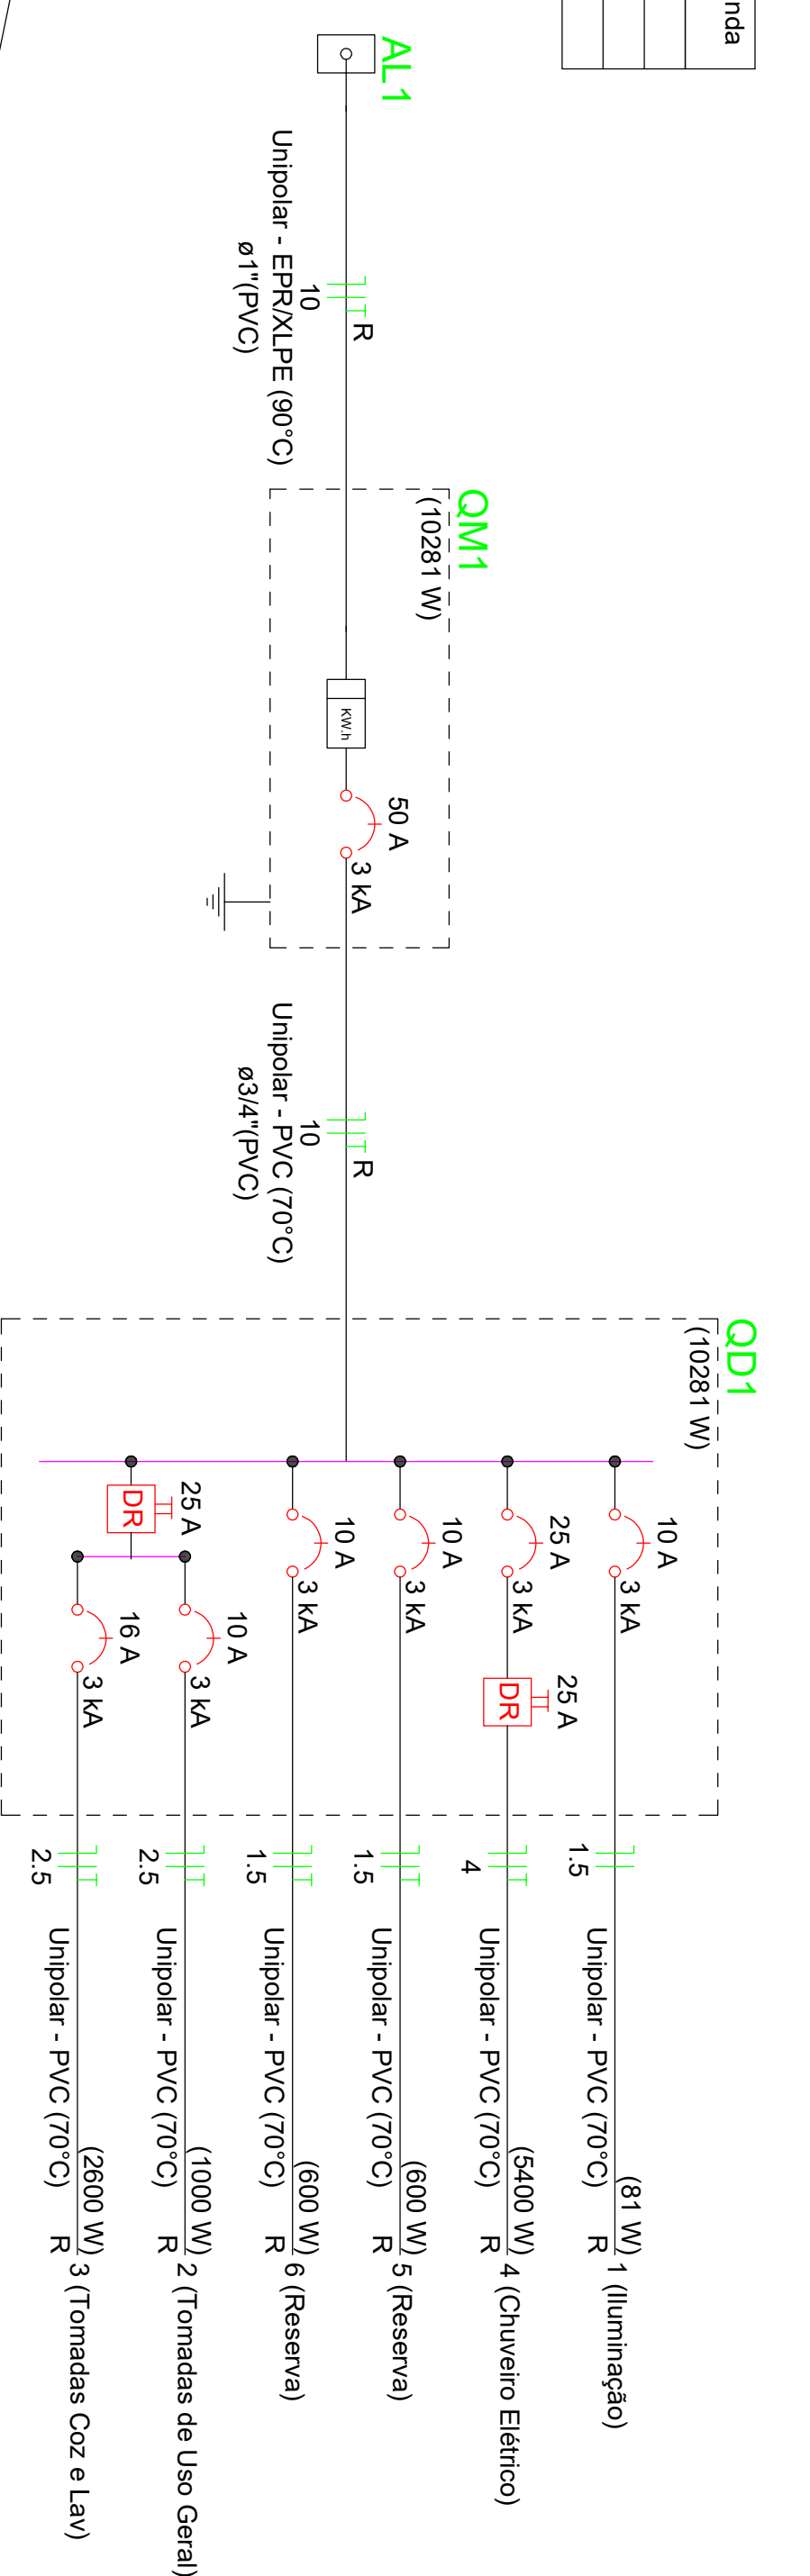 nda
AL1
R
10
Unipolar - EPR/XLPE (90°C)
ø1"(PVC)
QM1
(10281 W)
KW.h
50 A
3 kA
R
10
Unipolar - PVC (70°C)
ø3/4"(PVC)
QD1
(10281 W)
10 A
3 kA
1.5
Unipolar - PVC (70°C)
(81 W)
R
1 (Iluminação)
25 A
3 kA
25 A
DR
4
Unipolar - PVC (70°C)
(5400 W)
R
4 (Chuveiro Elétrico)
10 A
3 kA
1.5
Unipolar - PVC (70°C)
(600 W)
R
5 (Reserva)
10 A
3 kA
1.5
Unipolar - PVC (70°C)
(600 W)
R
6 (Reserva)
25 A
DR
10 A
3 kA
2.5
Unipolar - PVC (70°C)
(1000 W)
R
2 (Tomadas de Uso Geral)
16 A
3 kA
2.5
Unipolar - PVC (70°C)
(2600 W)
R
3 (Tomadas Coz e Lav)